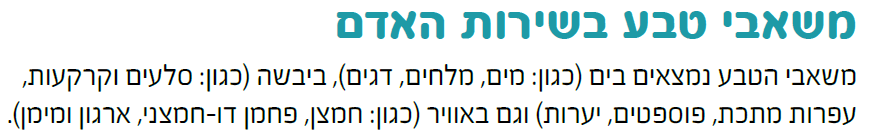 משאבי טבע בשירות האדם
משאבי הטבע נמצאים בים (כגון: מים, מלחים, דגים), ביבשה (כגון: סלעים וקרקעות,
עפרות מתכת, פוספטים, יערות) וגם באוויר (כגון: חמצן, פחמן דו-חמצני, ארגון ומימן).